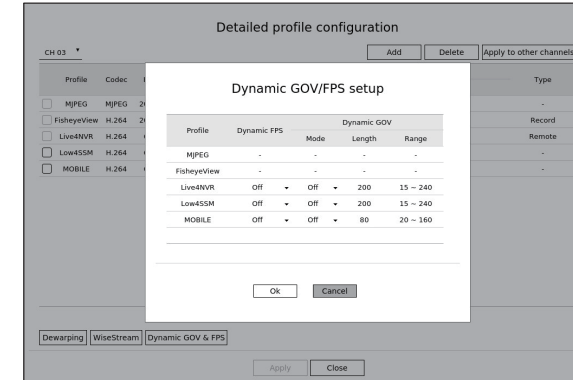 Detailed profile configuration
CH 03
Add Delete Apply to other channels
Profile Codec Type
MJPEG MJPEG -
FisheyeView H.264 Record
Live4NVR H.264 Remote
Low4SSM H.264 -
MOBILE H.264 -
Dynamic GOV/FPS setup
Profile Dynamic FPS Dynamic GOV
Mode Length Range
MJPEG - - - -
FisheyeView - - - -
Live4NVR Off Off 200 15 ~ 240
Low4SSM Off Off 200 15 ~ 240
MOBILE Off Off 80 20 ~ 160
Ok Cancel
Dewarping WiseStream Dynamic GOV & FPS
Apply Close